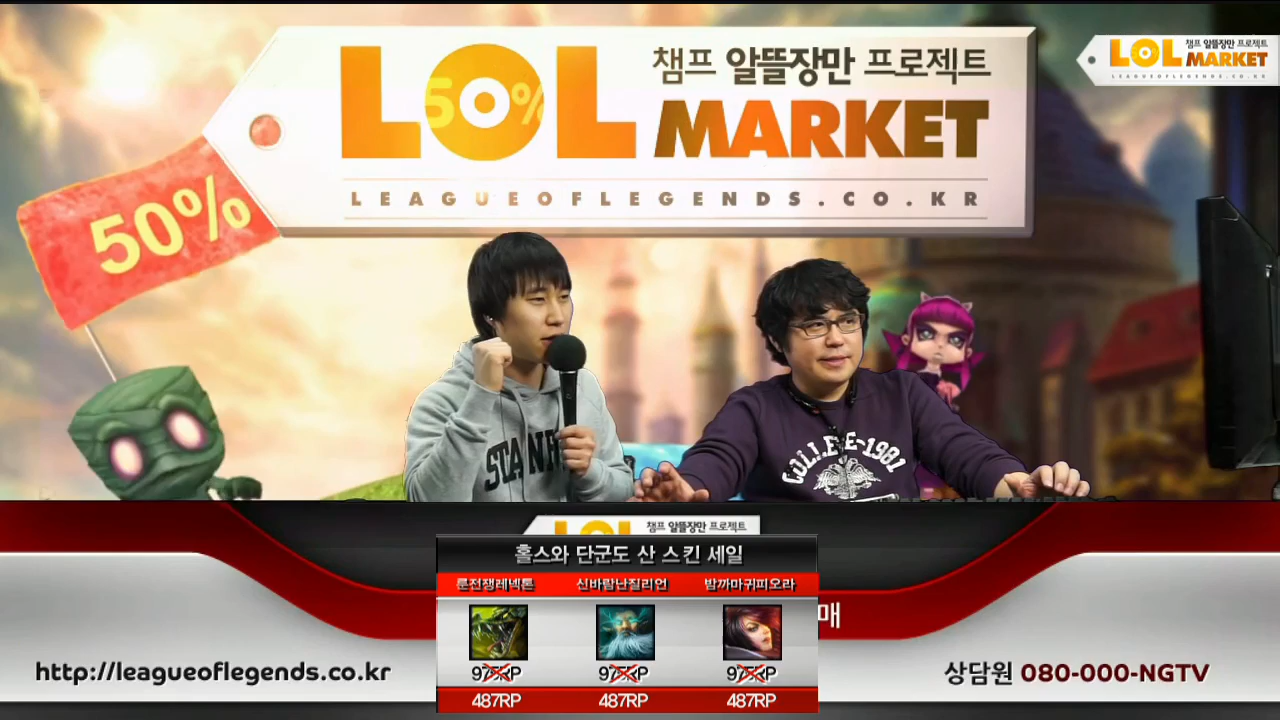 LOL
50%
챔프 알뜰장만 프로젝트
MARKET
LEAGUEOFLEGENDS.CO.KR
LOL
챔프 알뜰장만 프로젝트
MARKET
LEAGUEOFLEGENDS.CO.KR
50%
STANF
COLLEGE-1981
LOL
챔프 알뜰장만 프로젝트
홀스와 단군도 산 스킨 세일
룬전쟁레넥톤 신바람난질리언 밤까마귀피오라
975RP 975RP 975RP
487RP 487RP 487RP
매
http://leagueoflegends.co.kr
상담원 080-000-NGTV